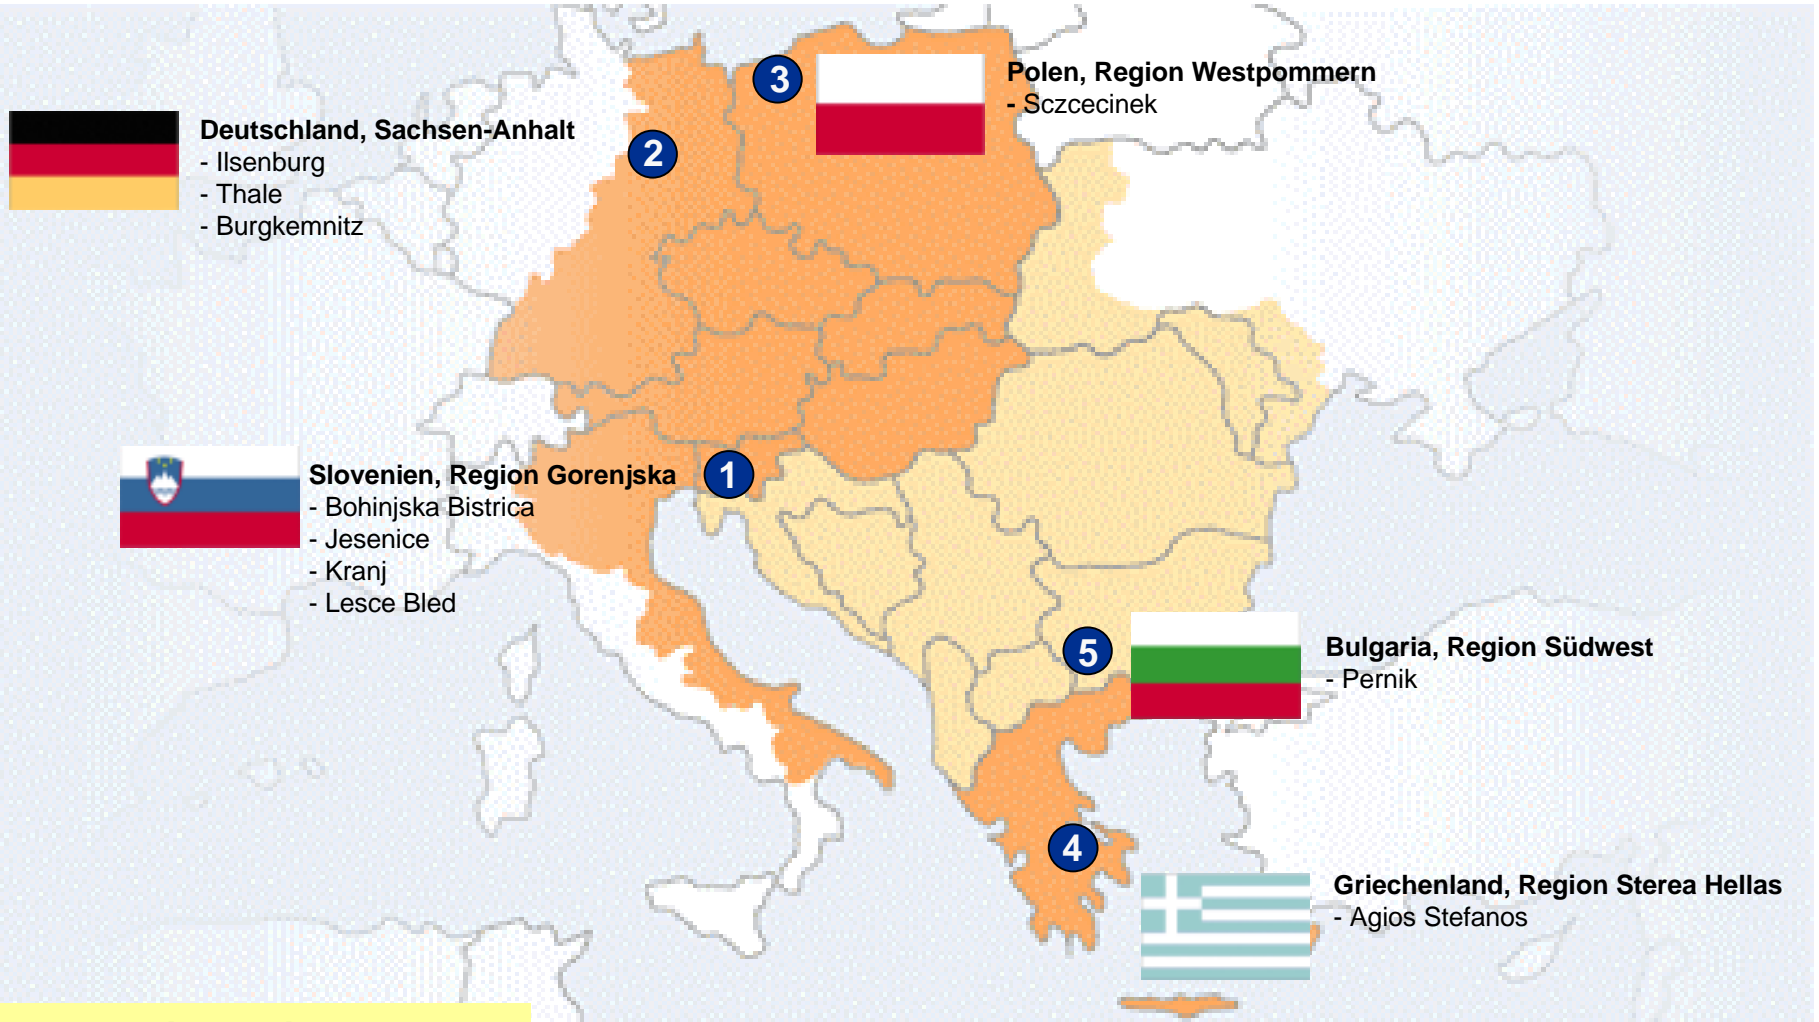 3
Polen, Region Westpommern
- Sczcecinek
Deutschland, Sachsen-Anhalt
- Ilsenburg
- Thale
- Burgkemnitz
2
Slovenien, Region Gorenjska
- Bohinjska Bistrica
- Jesenice
- Kranj
- Lesce Bled
1
5
Bulgaria, Region Südwest
- Pernik
4
Griechenland, Region Sterea Hellas
- Agios Stefanos